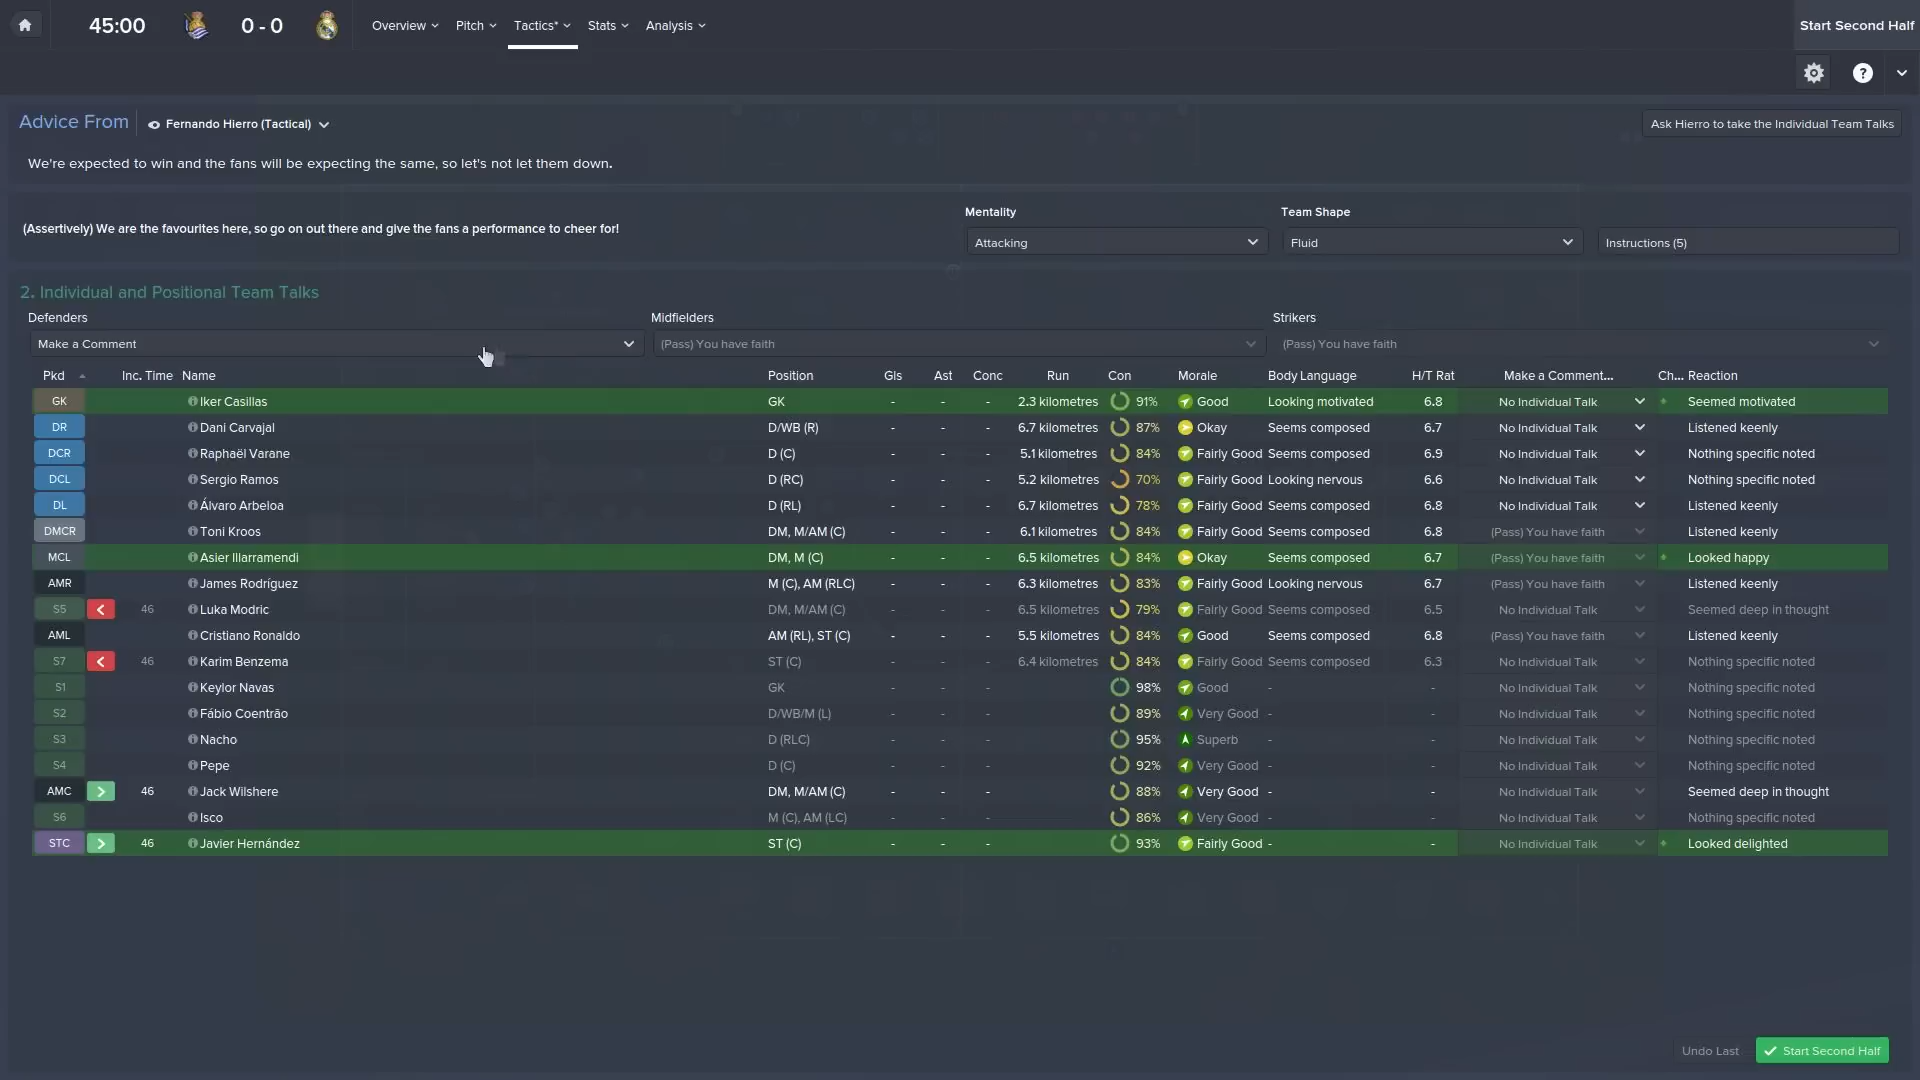 45:00 0 - 0 Overview Pitch Tactics* Stats Analysis Start Second Half
?
Advice From Fernando Hierro (Tactical) Ask Hierro to take the Individual Team Talks
We're expected to win and the fans will be expecting the same, so let's not let them down.
Mentality Team Shape
(Assertively) We are the favourites here, so go on out there and give the fans a performance to cheer for! Attacking Fluid Instructions (5)
2. Individual and Positional Team Talks
Defenders Midfielders Strikers
Make a Comment (Pass) You have faith (Pass) You have faith
Pkd Inc. Time Name Position Gls Ast Conc Run Con Morale Body Language H/T Rat Make a Comment... Ch... Reaction
GK Iker Casillas GK - - - 2.3 kilometres 91% Good Looking motivated 6.8 No Individual Talk Seemed motivated
DR Dani Carvajal D/WB (R) - - - 6.7 kilometres 87% Okay Seems composed 6.7 No Individual Talk Listened keenly
DCR Raphaël Varane D (C) - - - 5.1 kilometres 84% Fairly Good Seems composed 6.9 No Individual Talk Nothing specific noted
DCL Sergio Ramos D (RC) - - - 5.2 kilometres 70% Fairly Good Looking nervous 6.6 No Individual Talk Nothing specific noted
DL Álvaro Arbeloa D (RL) - - - 6.7 kilometres 78% Fairly Good Seems composed 6.8 No Individual Talk Listened keenly
DMCR Toni Kroos DM, M/AM (C) - - - 6.1 kilometres 84% Fairly Good Seems composed 6.8 (Pass) You have faith Listened keenly
MCL Asier Illarramendi DM, M (C) - - - 6.5 kilometres 84% Okay Seems composed 6.7 (Pass) You have faith Looked happy
AMR James Rodríguez M (C), AM (RLC) - - - 6.3 kilometres 83% Fairly Good Looking nervous 6.7 (Pass) You have faith Listened keenly
S5 46 Luka Modric DM, M/AM (C) - - - 6.5 kilometres 79% Fairly Good Seems composed 6.5 No Individual Talk Seemed deep in thought
AML Cristiano Ronaldo AM (RL), ST (C) - - - 5.5 kilometres 84% Good Seems composed 6.8 (Pass) You have faith Listened keenly
S7 46 Karim Benzema ST (C) - - - 6.4 kilometres 84% Fairly Good Seems composed 6.3 No Individual Talk Nothing specific noted
S1 Keylor Navas GK - - - 98% Good - - No Individual Talk Nothing specific noted
S2 Fábio Coentrão D/WB/M (L) - - - 89% Very Good - - No Individual Talk Nothing specific noted
S3 Nacho D (RLC) - - - 95% Superb - - No Individual Talk Nothing specific noted
S4 Pepe D (C) - - - 92% Very Good - - No Individual Talk Nothing specific noted
AMC 46 Jack Wilshere DM, M/AM (C) - - - 88% Very Good - - No Individual Talk Seemed deep in thought
S6 Isco M (C), AM (LC) - - - 86% Very Good - - No Individual Talk Nothing specific noted
STC 46 Javier Hernández ST (C) - - - 93% Fairly Good - - No Individual Talk Looked delighted
Undo Last Start Second Half